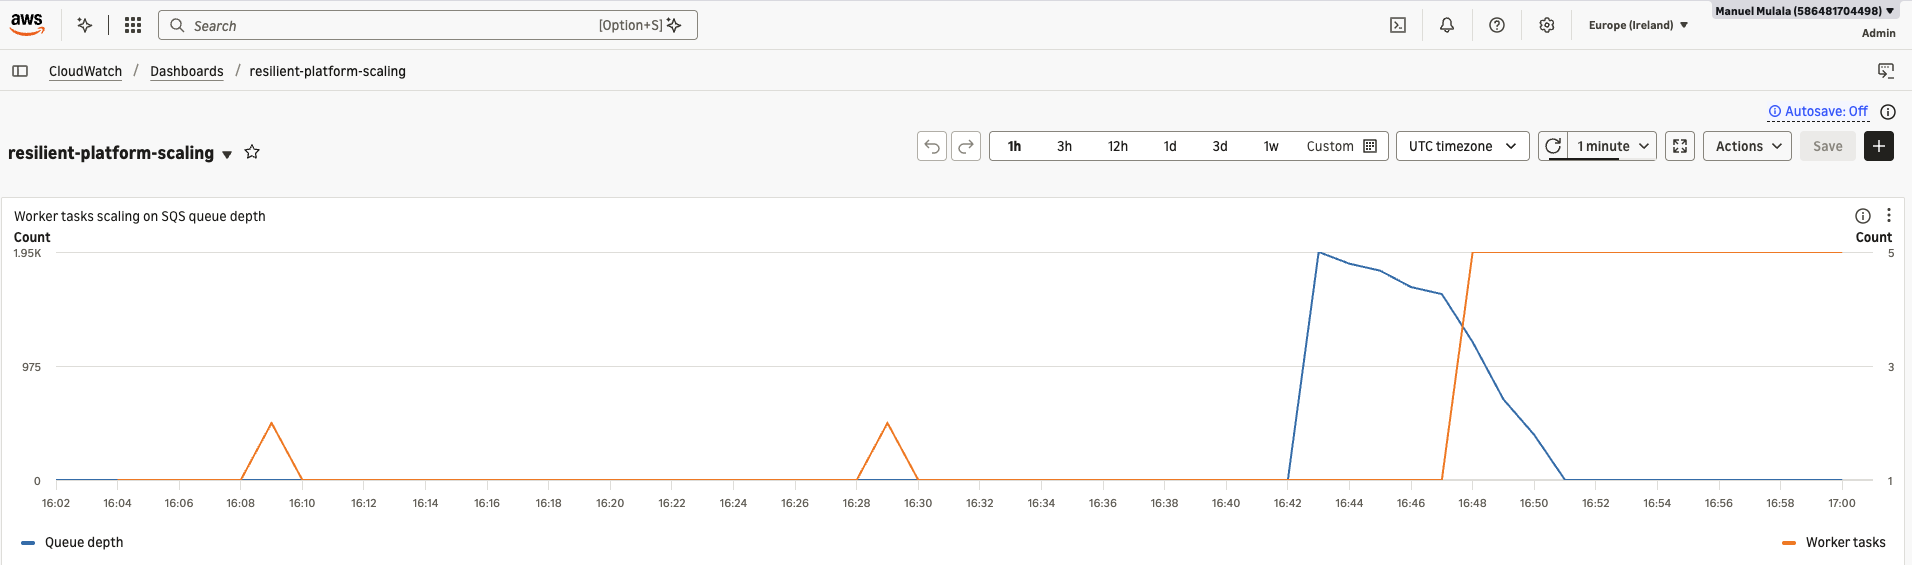 aws
Search [Option+S]
Europe (Ireland)
Manuel Mulala (586481704498)
Admin
CloudWatch / Dashboards / resilient-platform-scaling
Autosave: Off
resilient-platform-scaling
1h 3h 12h 1d 3d 1w Custom
UTC timezone
1 minute
Actions
Save
Worker tasks scaling on SQS queue depth
Count Count
1.95K 5
975 3
0 1
16:02 16:04 16:06 16:08 16:10 16:12 16:14 16:16 16:18 16:20 16:22 16:24 16:26 16:28 16:30 16:32 16:34 16:36 16:38 16:40 16:42 16:44 16:46 16:48 16:50 16:52 16:54 16:56 16:58 17:00
Queue depth Worker tasks